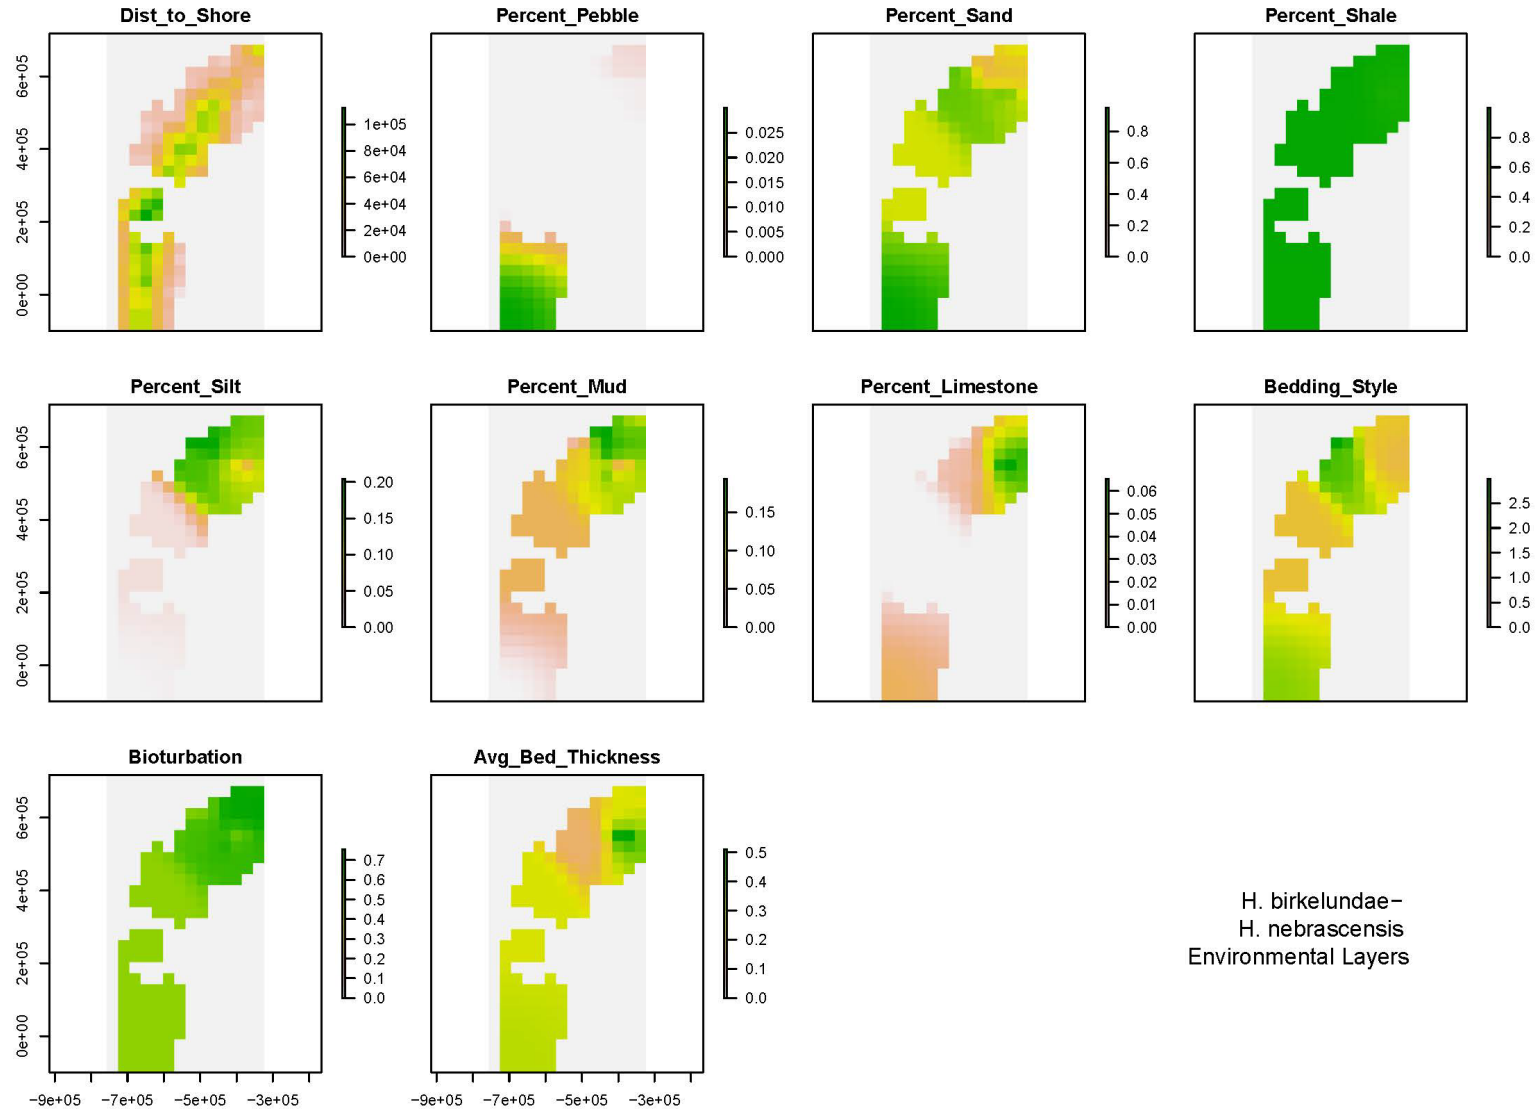 Dist_to_Shore
Percent_Pebble
Percent_Sand
Percent_Shale
6e+05
4e+05
2e+05
0e+00
1e+05
8e+04
6e+04
4e+04
2e+04
0e+00
0.025
0.020
0.015
0.010
0.005
0.000
0.8
0.6
0.4
0.2
0.0
0.8
0.6
0.4
0.2
0.0
Percent_Silt
Percent_Mud
Percent_Limestone
Bedding_Style
6e+05
4e+05
2e+05
0e+00
0.20
0.15
0.10
0.05
0.00
0.15
0.10
0.05
0.00
0.06
0.05
0.04
0.03
0.02
0.01
0.00
2.5
2.0
1.5
1.0
0.5
0.0
Bioturbation
Avg_Bed_Thickness
6e+05
4e+05
2e+05
0e+00
0.7
0.6
0.5
0.4
0.3
0.2
0.1
0.0
0.5
0.4
0.3
0.2
0.1
0.0
−9e+05 −7e+05 −5e+05 −3e+05
−9e+05 −7e+05 −5e+05 −3e+05
H. birkelundae−
H. nebrascensis
Environmental Layers